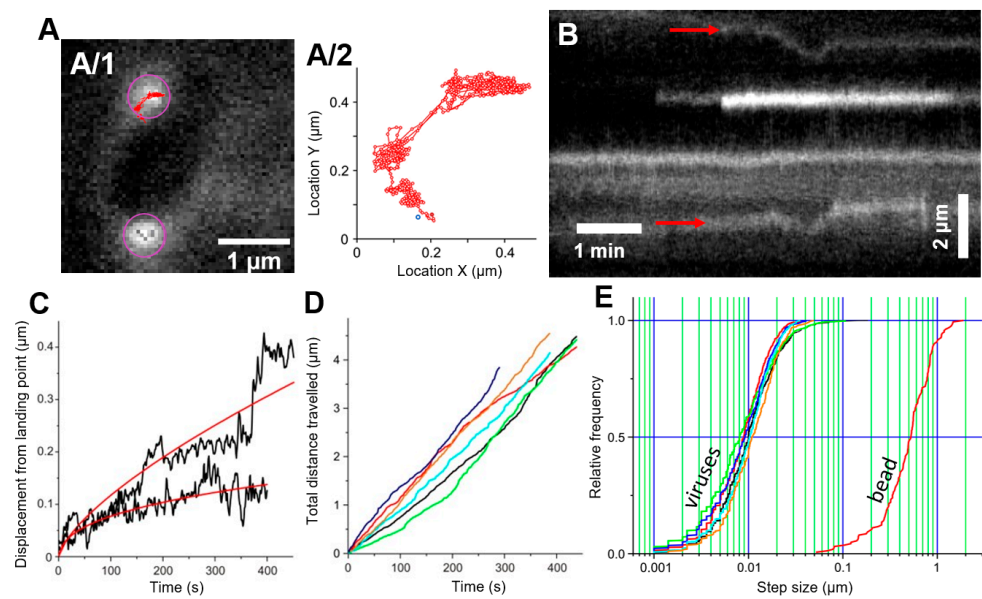 A
A/1
1 µm
A/2
Location Y (µm)
0.4
0.2
0
0
0.2
0.4
Location X (µm)
B
1 min
2 µm
C
Displacement from landing point (µm)
0.4
0.3
0.2
0.1
0.0
0
100
200
300
400
Time (s)
D
Total distance travelled (µm)
5
4
3
2
1
0
0
100
200
300
400
Time (s)
E
Relative frequency
1.0
0.5
0.0
viruses
bead
0.001
0.01
0.1
1
Step size (µm)